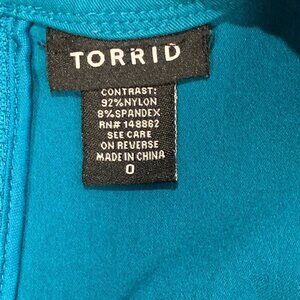 TORRID
CONTRAST:
92%NYLON
8%SPANDEX
RN# 148862
SEE CARE
ON REVERSE
MADE IN CHINA
0